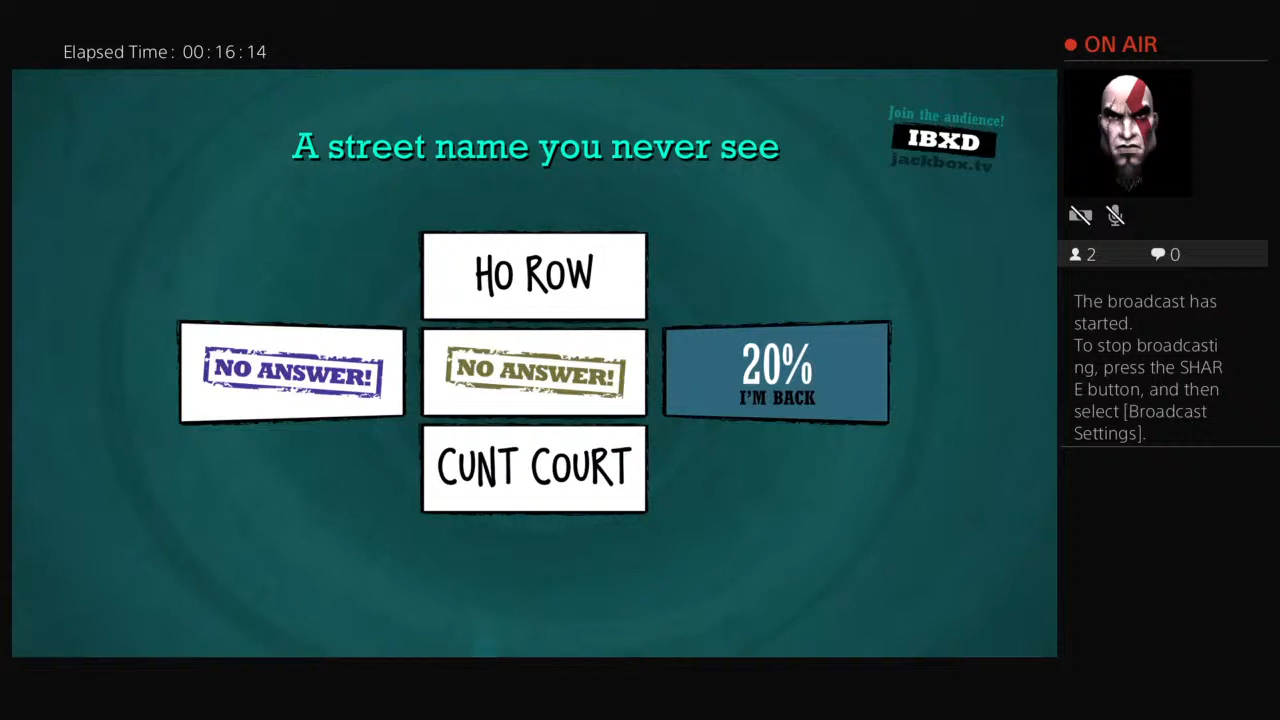 Elapsed Time: 00:16:14
ON AIR
Join the audience!
IBXD
jackbox.tv
A street name you never see
HO ROW
NO ANSWER!
NO ANSWER!
20%
I'M BACK
CUNT COURT
2
0
The broadcast has
started.
To stop broadcasti
ng, press the SHAR
E button, and then
select [Broadcast
Settings].